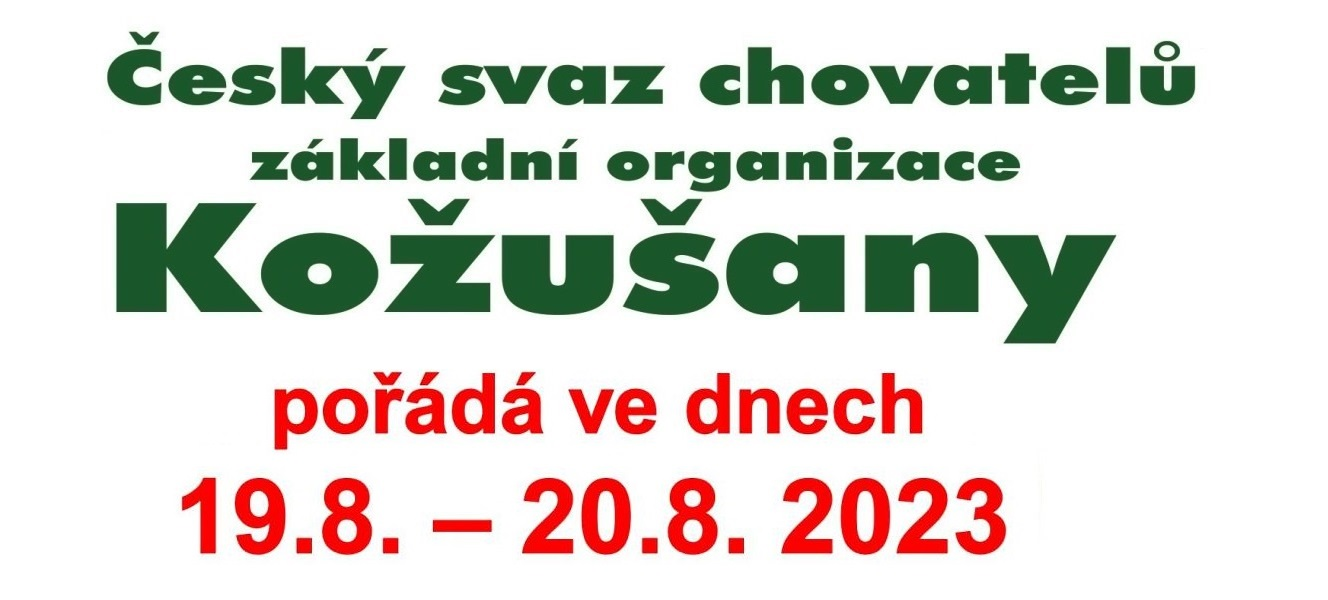 Český svaz chovatelů
základní organizace
Kožušany
pořádá ve dnech
19.8. – 20.8. 2023